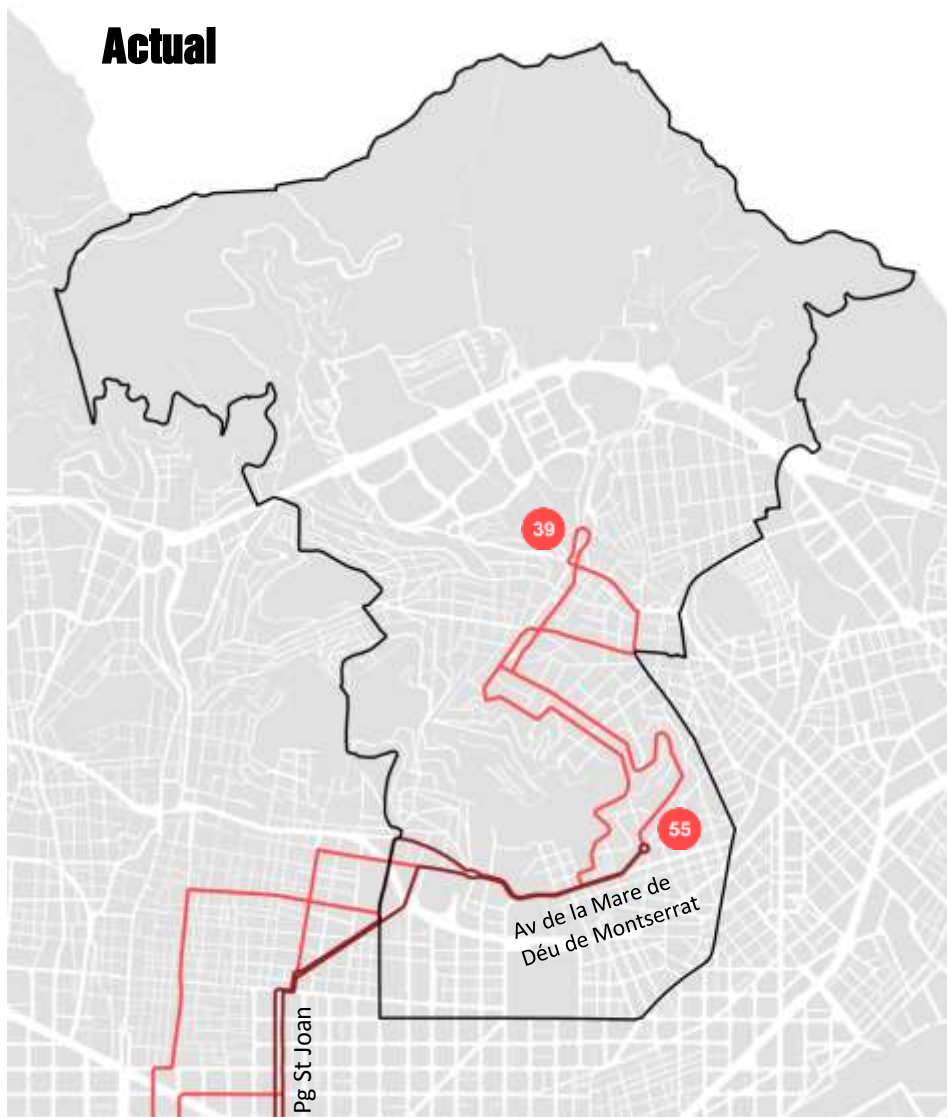 Actual
39
55
Av de la Mare de
Déu de Montserrat
Pg St Joan